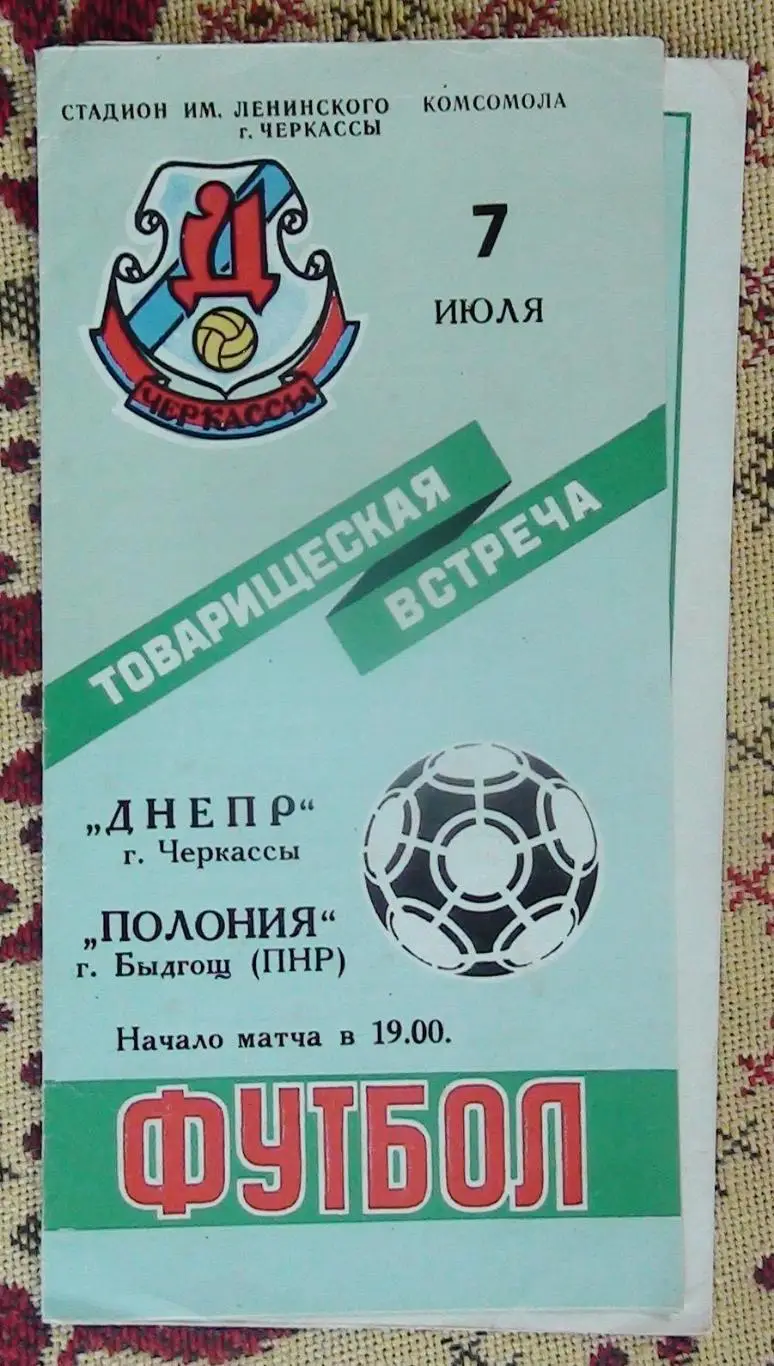 СТАДИОН ИМ. ЛЕНИНСКОГО КОМСОМОЛА
г. ЧЕРКАССЫ
Д
ЧЕРКАССЫ
7
ИЮЛЯ
ТОВАРИЩЕСКАЯ
ВСТРЕЧА
„ДНЕПР“
г. Черкассы
„ПОЛОНИЯ“
г. Быдгощ (ПНР)
Начало матча в 19.00.
ФУТБОЛ